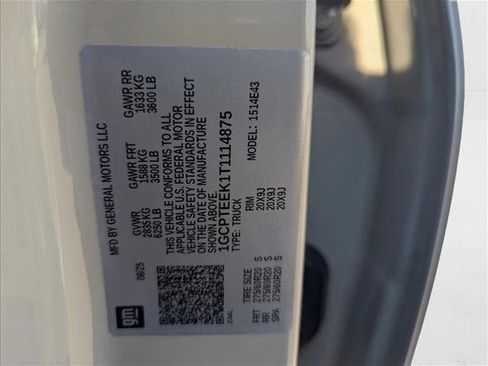 MFD BY GENERAL MOTORS LLC
08/25
GVWR GAWR FRT GAWR RR
2835 KG 1588 KG 1633 KG
6250 LB 3500 LB 3600 LB
THIS VEHICLE CONFORMS TO ALL
APPLICABLE U.S. FEDERAL MOTOR
VEHICLE SAFETY STANDARDS IN EFFECT
ON THE DATE OF MANUFACTURE
SHOWN ABOVE.
1GCPTEEK1T1114875
TYPE: TRUCK MODEL: 1514E43
TIRE SIZE RIM
FRT 275/60R20 S 20X9J
RR 275/60R20 S 20X9J
SPA 275/60R20 S 20X9J
gm